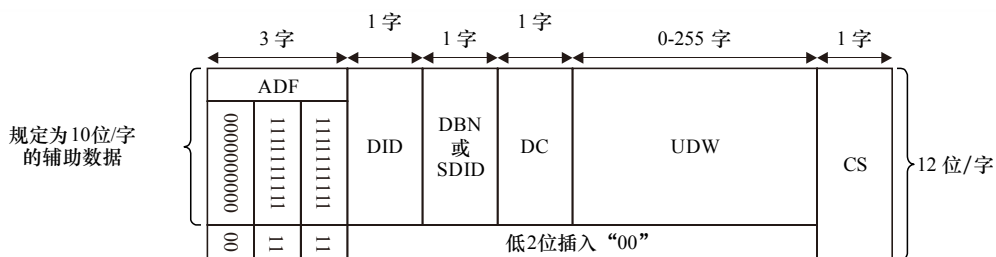 3 字
1 字
1 字
1 字
0-255 字
1 字
ADF
规定为10位/字
的辅助数据
0000000000
1111111111
1111111111
DID
DBN
或
SDID
DC
UDW
CS
12 位/字
00
11
11
低2位插入“00”